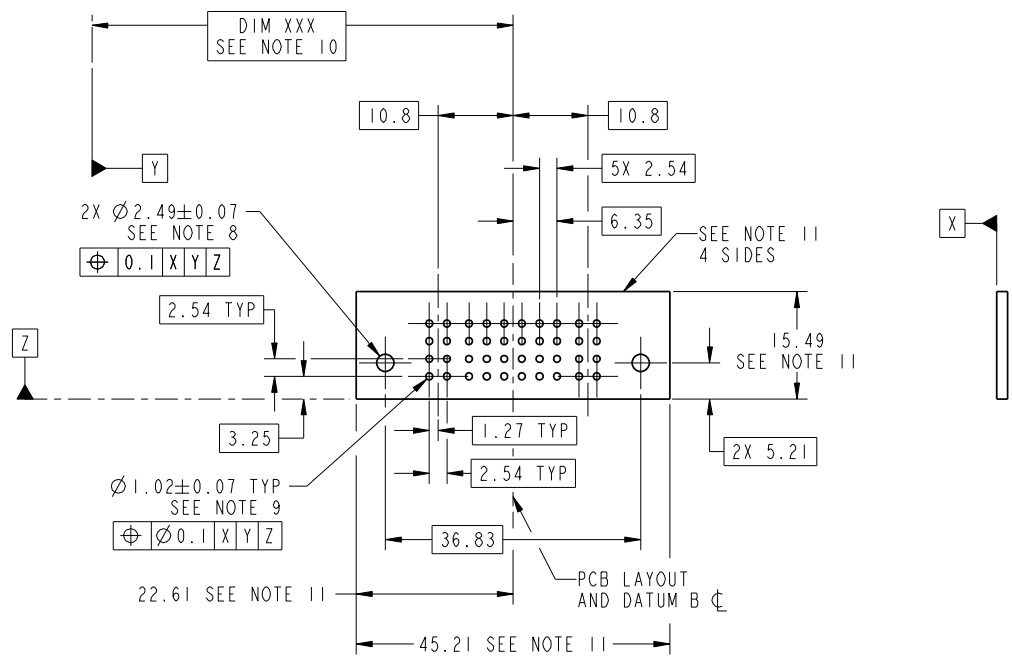 DIM XXX
SEE NOTE 10
10.8
10.8
Y
5X 2.54
2X Ø2.49±0.07
SEE NOTE 8
⌖ 0.1 X Y Z
6.35
X
SEE NOTE 11
4 SIDES
2.54 TYP
Z
15.49
SEE NOTE 11
3.25
1.27 TYP
2X 5.21
2.54 TYP
Ø1.02±0.07 TYP
SEE NOTE 9
⌖ Ø0.1 X Y Z
36.83
PCB LAYOUT
AND DATUM B ℄
22.61 SEE NOTE 11
45.21 SEE NOTE 11